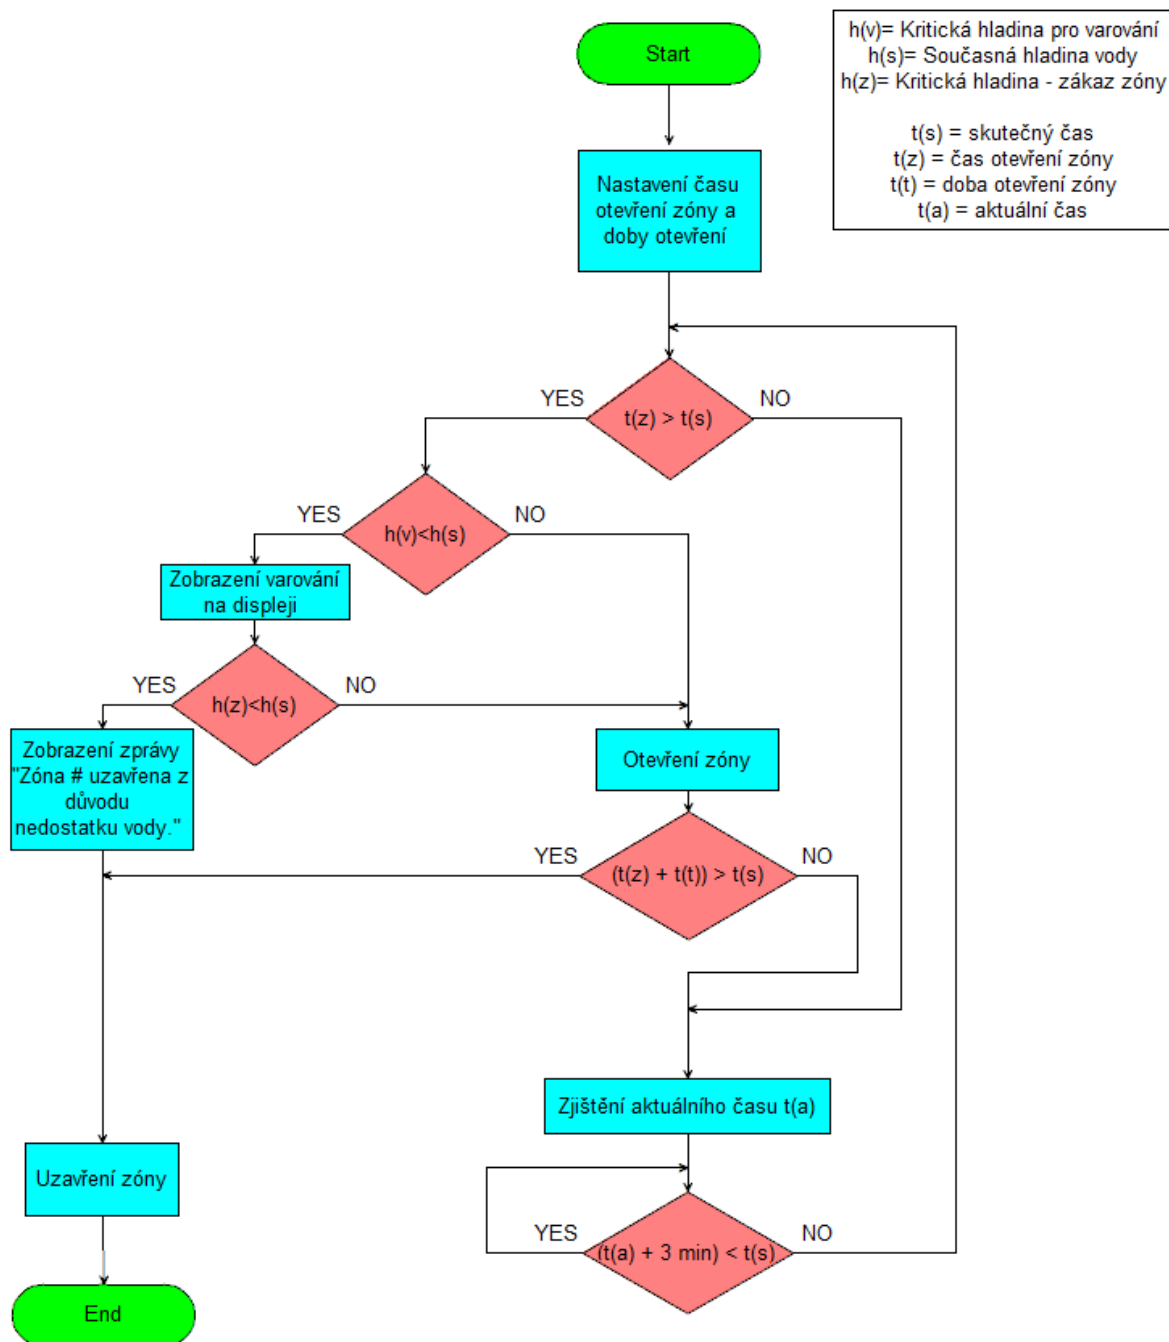 Start
h(v)= Kritická hladina pro varování
h(s)= Současná hladina vody
h(z)= Kritická hladina - zákaz zóny
t(s) = skutečný čas
t(z) = čas otevření zóny
t(t) = doba otevření zóny
t(a) = aktuální čas
Nastavení času
otevření zóny a
doby otevření
YES
t(z) > t(s)
NO
YES
h(v)<h(s)
NO
Zobrazení varování
na displeji
YES
h(z)<h(s)
NO
Zobrazení zprávy
"Zóna # uzavřena z
důvodu
nedostatku vody."
Otevření zóny
YES
(t(z) + t(t)) > t(s)
NO
Zjištění aktuálního času t(a)
Uzavření zóny
YES
(t(a) + 3 min) < t(s)
NO
End